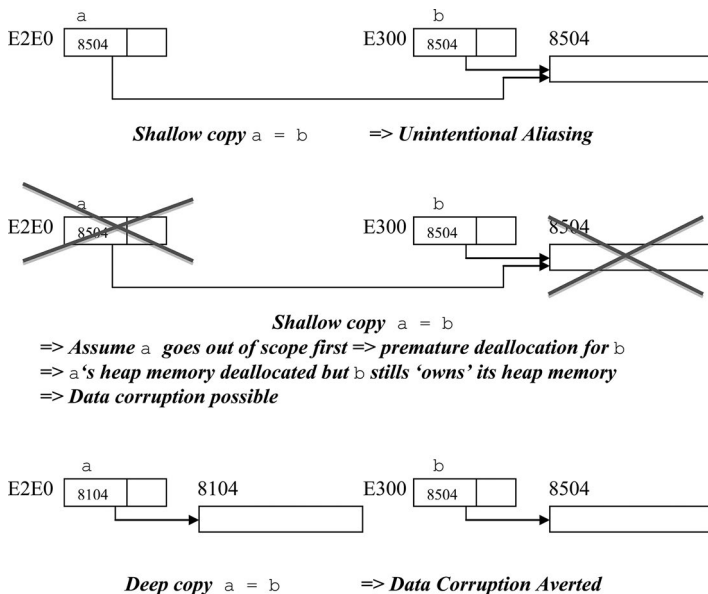 a b
E2E0 8504 E300 8504 8504
Shallow copy a = b => Unintentional Aliasing
a b
E2E0 8504 E300 8504 8504
Shallow copy a = b
=> Assume a goes out of scope first => premature deallocation for b
=> a‘s heap memory deallocated but b stills ‘owns’ its heap memory
=> Data corruption possible
a b
E2E0 8104 8104 E300 8504 8504
Deep copy a = b => Data Corruption Averted